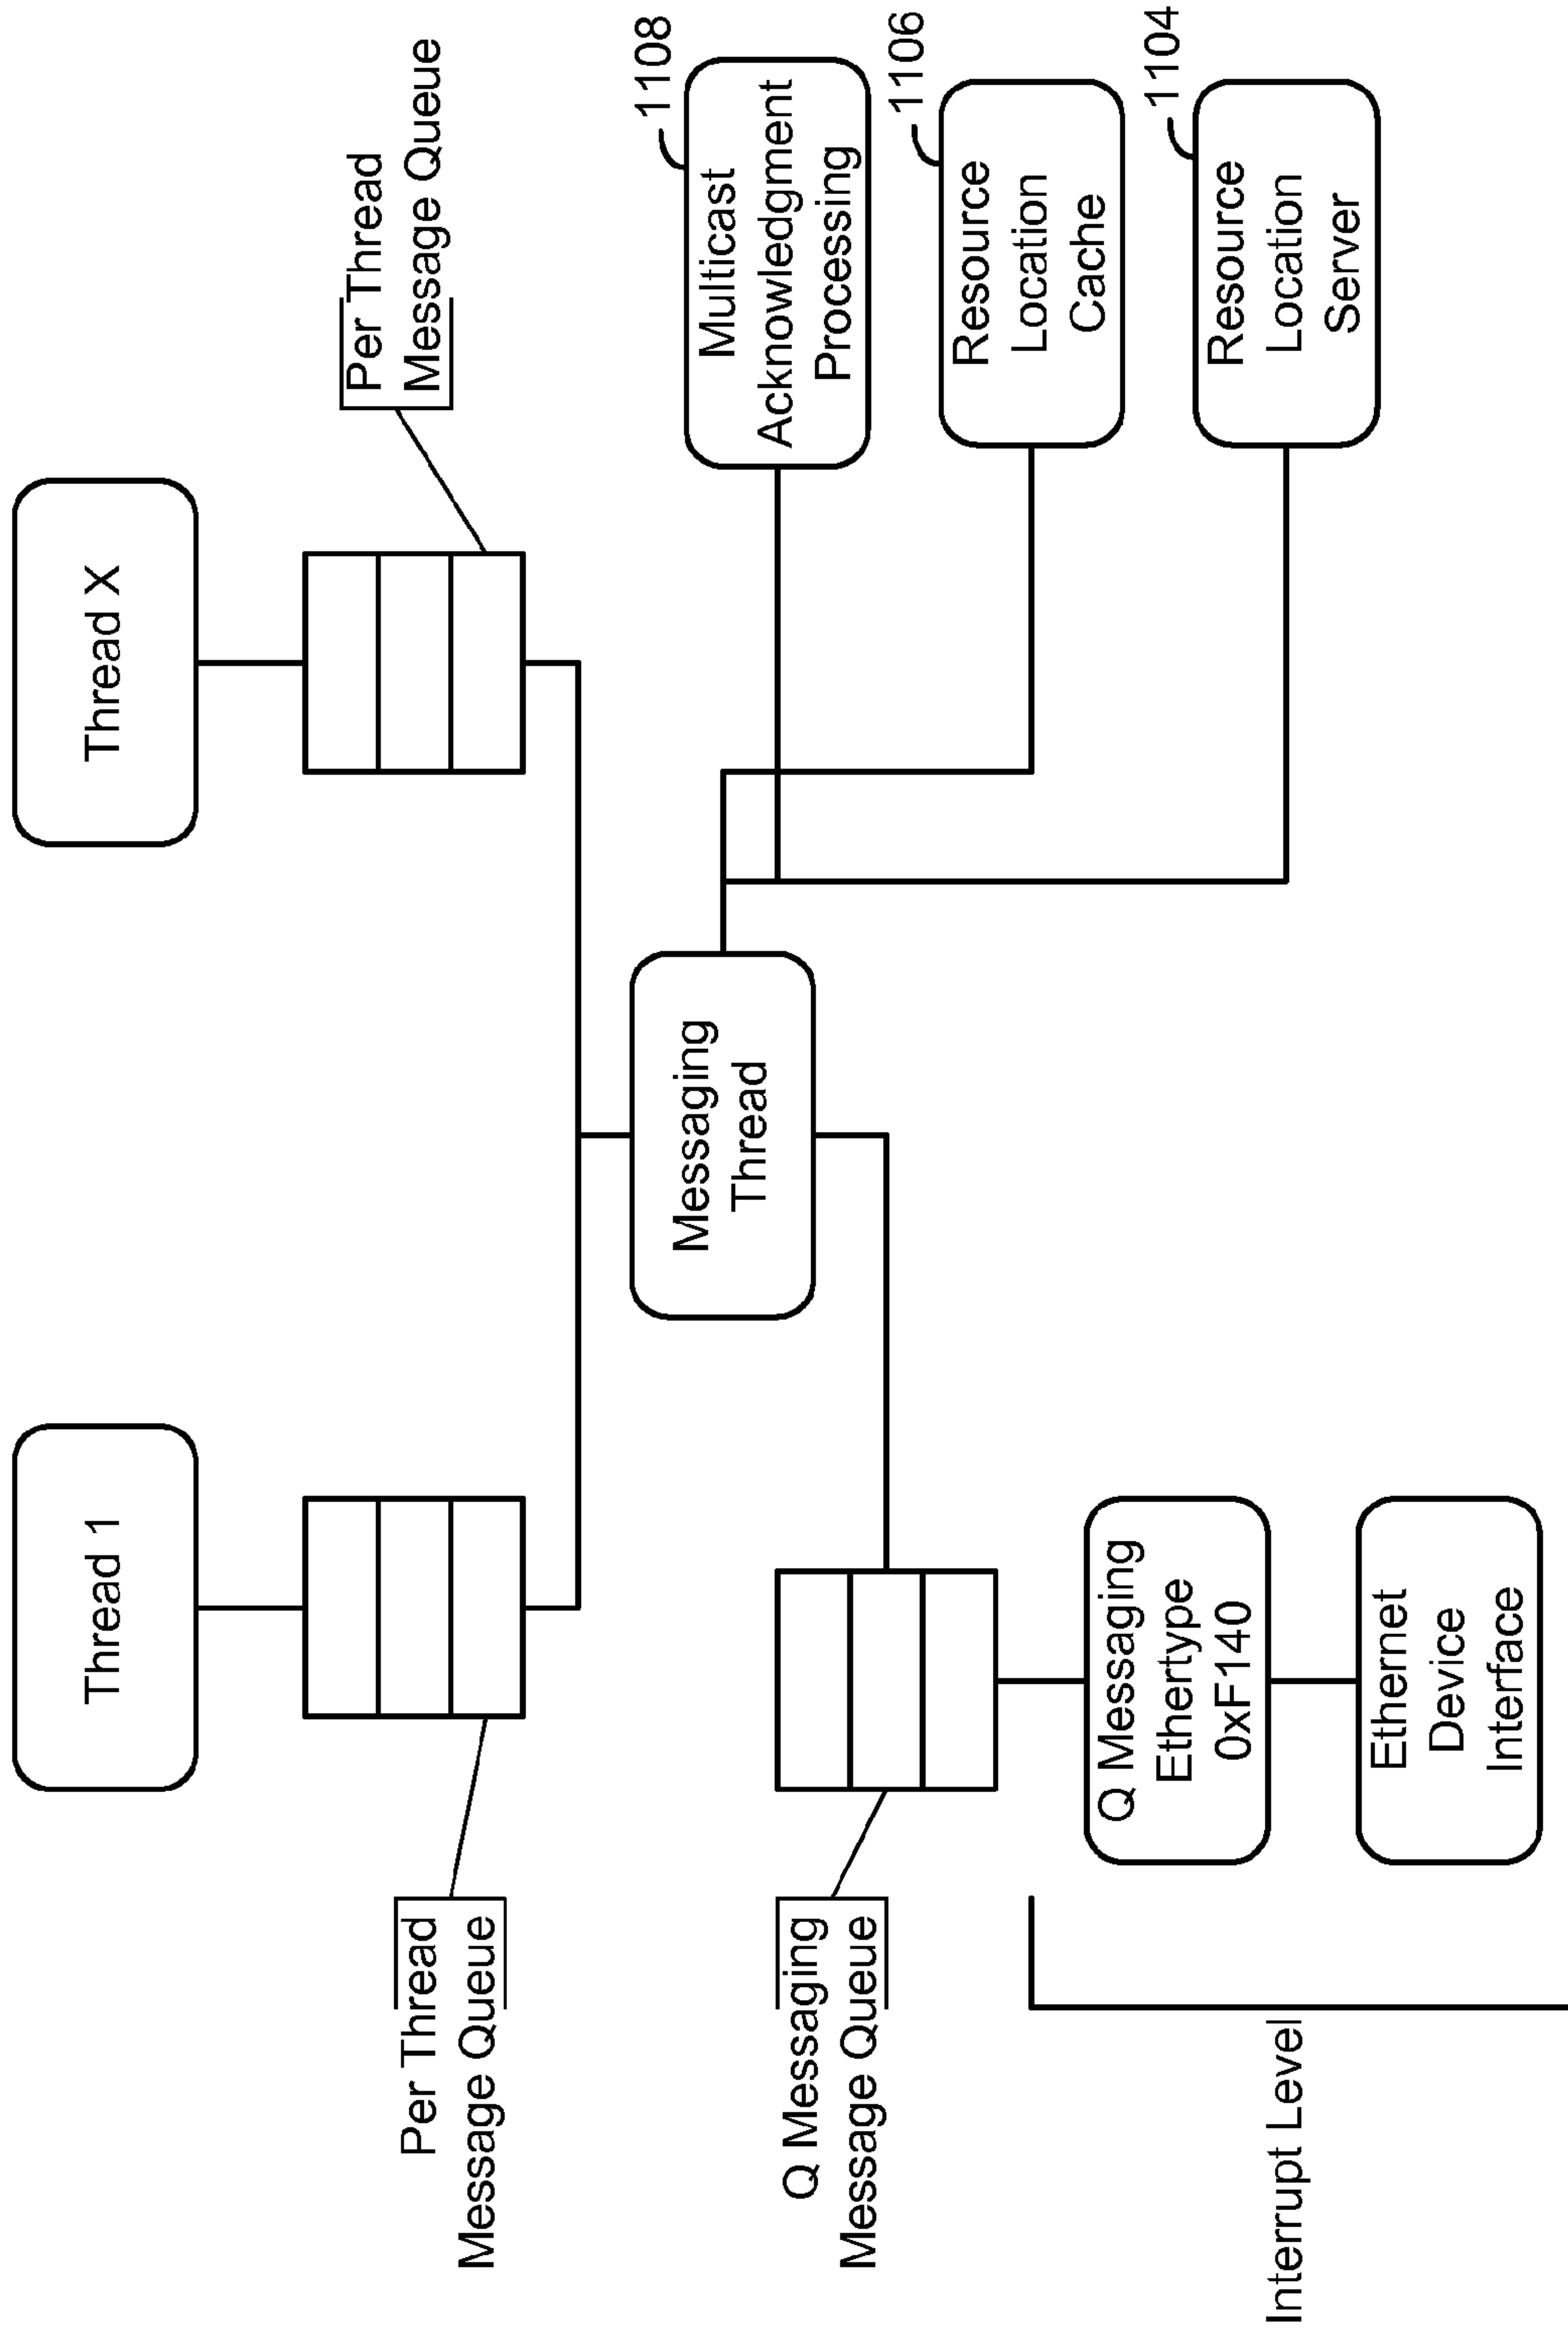 Thread 1
Thread X
Per Thread
Message Queue
Per Thread
Message Queue
Messaging
Thread
1108
Multicast
Acknowledgment
Processing
Q Messaging
Message Queue
1106
Resource
Location
Cache
Q Messaging
Ethertype
0xF140
1104
Resource
Location
Server
Interrupt Level
Ethernet
Device
Interface